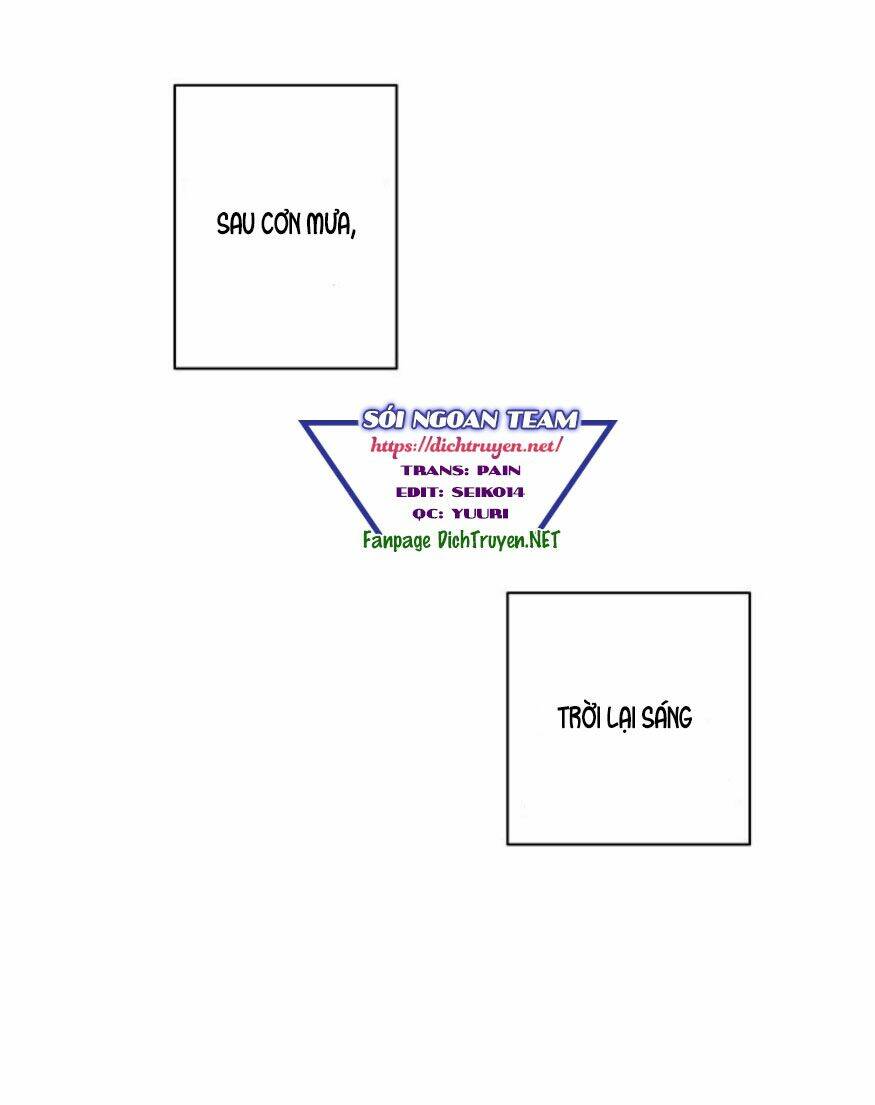 SAU CƠN MƯA,
SÓI NGOAN TEAM
https://dichtruyen.net/
TRANS: PAIN
EDIT: SEIKO14
QC: YUURI
Fanpage DichTruyen.NET
TRỜI LẠI SÁNG